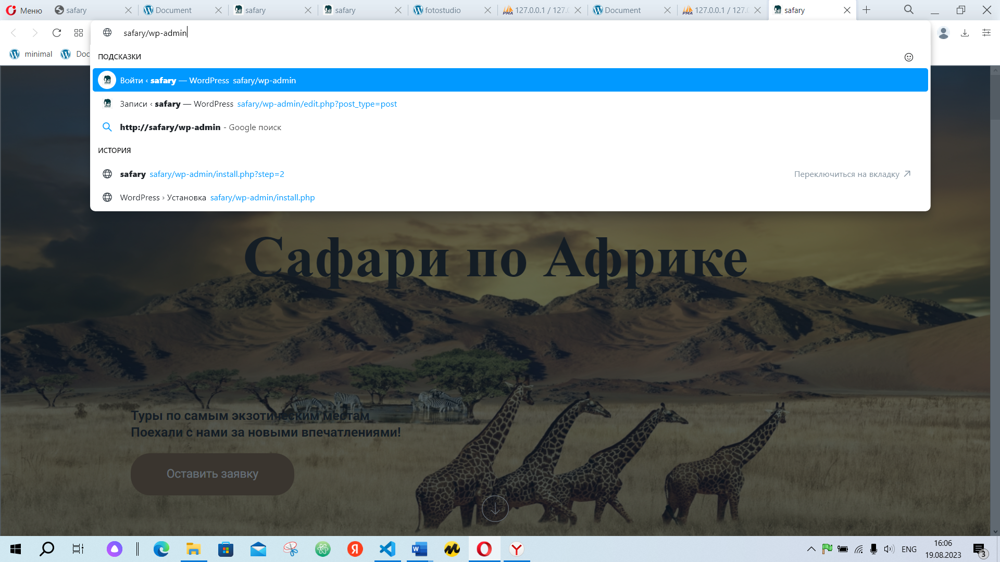 Меню
safary
Document
safary
safary
fotostudio
127.0.0.1 / 127.0
Document
127.0.0.1 / 127.0
safary
safary/wp-admin
minimal
Doc
ПОДСКАЗКИ
Войти ‹ safary — WordPress safary/wp-admin
Записи ‹ safary — WordPress safary/wp-admin/edit.php?post_type=post
http://safary/wp-admin - Google поиск
ИСТОРИЯ
safary safary/wp-admin/install.php?step=2
Переключиться на вкладку
WordPress › Установка safary/wp-admin/install.php
Сафари по Африке
Туры по самым экзотическим местам
Поехали с нами за новыми впечатлениями!
Оставить заявку
ENG
16:06
19.08.2023
3